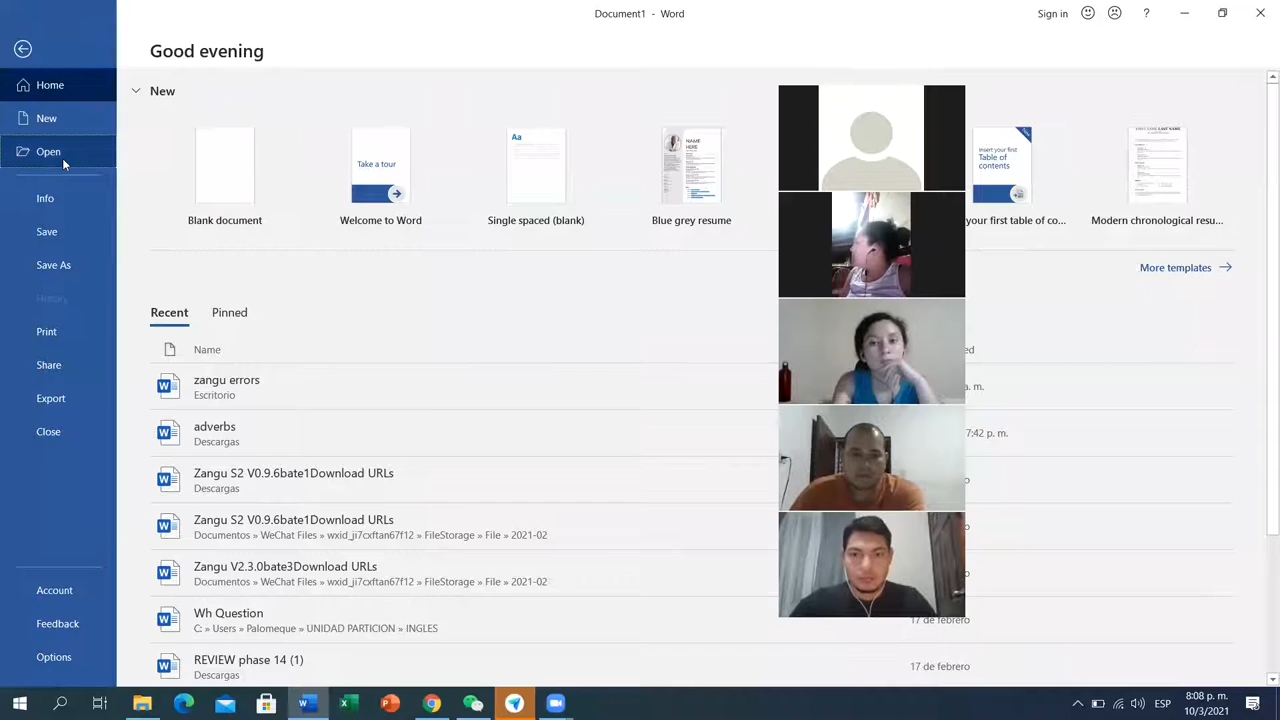 Document1 - Word
Sign in
?
Good evening
Home
New
Open
Info
Save
Save As
History
Print
Share
Export
Close
Account
Feedback
Options
New
Take a tour
Aa
NAME
HERE
Insert your first
Table of
contents
Blank document
Welcome to Word
Single spaced (blank)
Blue grey resume
your first table of co...
Modern chronological resu...
More templates
Recent
Pinned
Name
ed
zangu errors
Escritorio
a. m.
adverbs
Descargas
7:42 p. m.
Zangu S2 V0.9.6bate1Download URLs
Descargas
o
Zangu S2 V0.9.6bate1Download URLs
Documentos » WeChat Files » wxid_ji7cxftan67f12 » FileStorage » File » 2021-02
o
Zangu V2.3.0bate3Download URLs
Documentos » WeChat Files » wxid_ji7cxftan67f12 » FileStorage » File » 2021-02
o
Wh Question
C: » Users » Palomeque » UNIDAD PARTICION » INGLES
17 de febrero
REVIEW phase 14 (1)
Descargas
17 de febrero
ESP
8:08 p. m.
10/3/2021